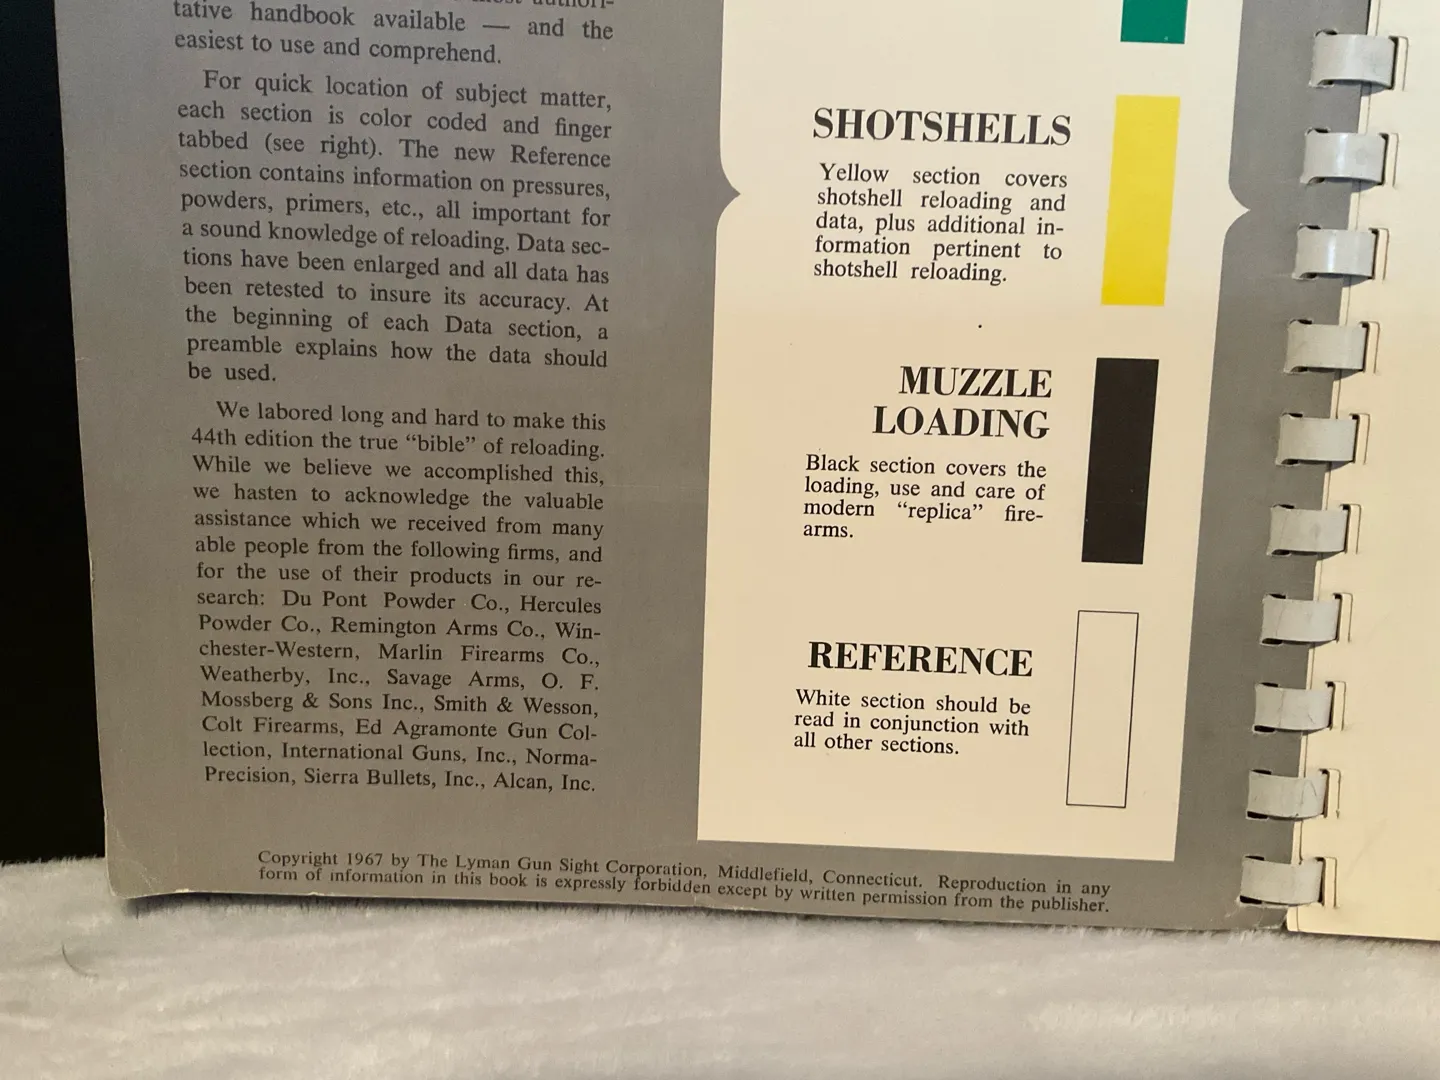 tative handbook available — and the
easiest to use and comprehend.
For quick location of subject matter,
each section is color coded and finger
tabbed (see right). The new Reference
section contains information on pressures,
powders, primers, etc., all important for
a sound knowledge of reloading. Data sec-
tions have been enlarged and all data has
been retested to insure its accuracy. At
the beginning of each Data section, a
preamble explains how the data should
be used.
We labored long and hard to make this
44th edition the true “bible” of reloading.
While we believe we accomplished this,
we hasten to acknowledge the valuable
assistance which we received from many
able people from the following firms, and
for the use of their products in our re-
search: Du Pont Powder Co., Hercules
Powder Co., Remington Arms Co., Win-
chester-Western, Marlin Firearms Co.,
Weatherby, Inc., Savage Arms, O. F.
Mossberg & Sons Inc., Smith & Wesson,
Colt Firearms, Ed Agramonte Gun Col-
lection, International Guns, Inc., Norma-
Precision, Sierra Bullets, Inc., Alcan, Inc.
SHOTSHELLS
Yellow section covers
shotshell reloading and
data, plus additional in-
formation pertinent to
shotshell reloading.
MUZZLE
LOADING
Black section covers the
loading, use and care of
modern “replica” fire-
arms.
REFERENCE
White section should be
read in conjunction with
all other sections.
Copyright 1967 by The Lyman Gun Sight Corporation, Middlefield, Connecticut. Reproduction in any
form of information in this book is expressly forbidden except by written permission from the publisher.